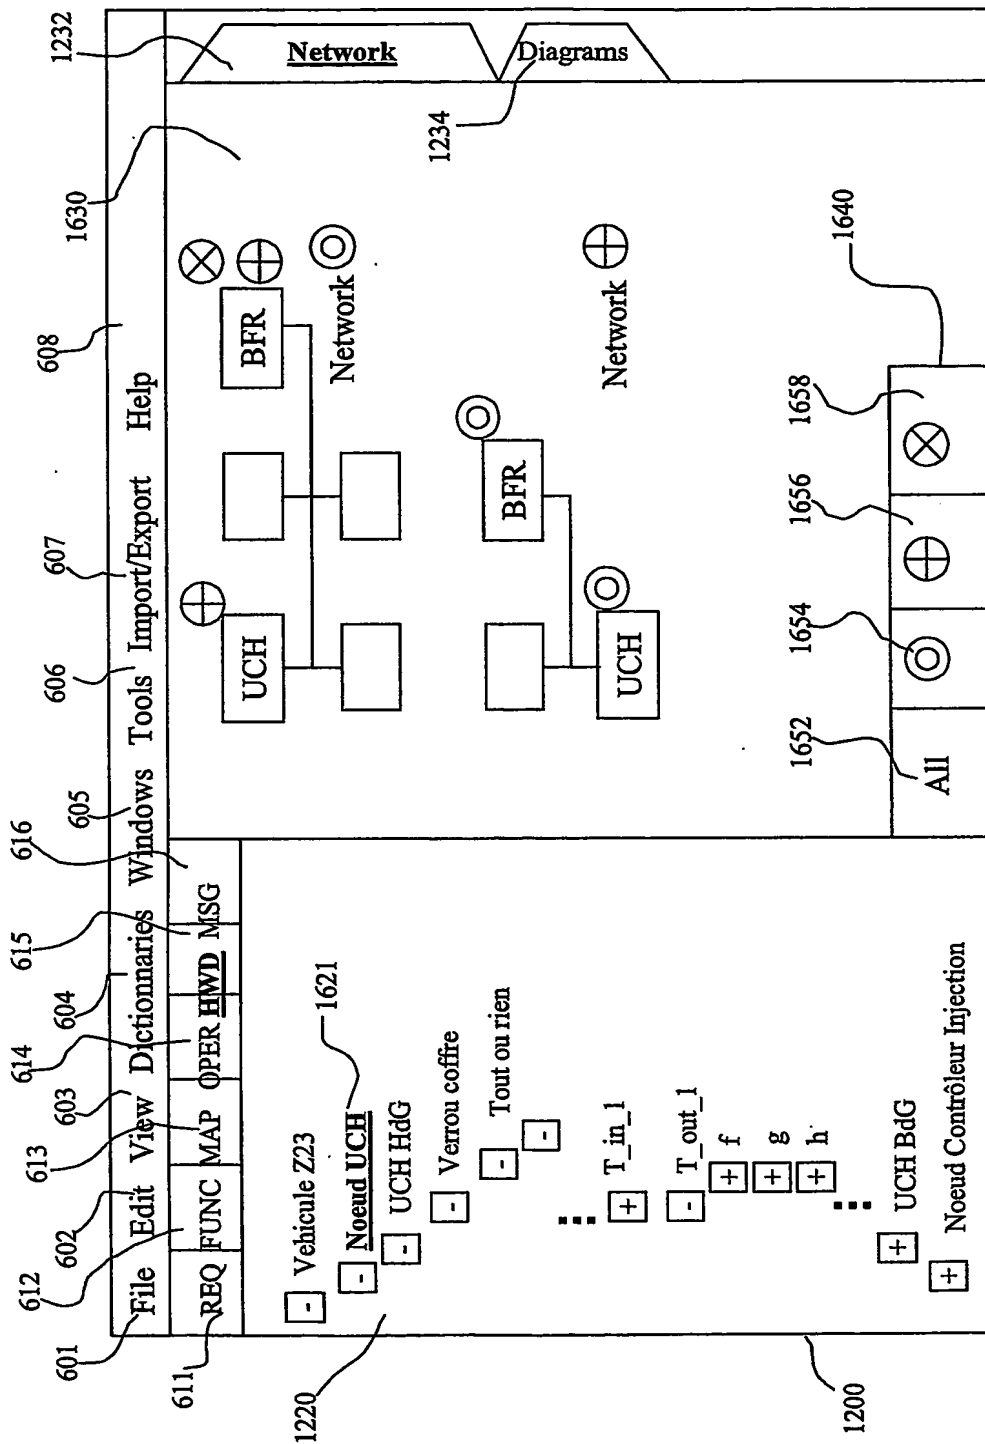 1232
1630
608
607
606
605
616
615
604
614
603
613
602
612
601
611
File Edit View Dictionnaries Windows Tools Import/Export Help
REQ FUNC MAP OPER HWD MSG
Network
Diagrams
1234
1621
1220
1200
- Vehicule Z23
- Noeud UCH
- UCH HdG
- Verrou coffre
- Tout ou rien
-
...
+ T_in_1
- T_out_1
+ f
+ g
+ h
...
+ UCH BdG
+ Noeud Contrôleur Injection
UCH
BFR
Network
BFR
UCH
Network
1640
1658
1656
1654
1652
All